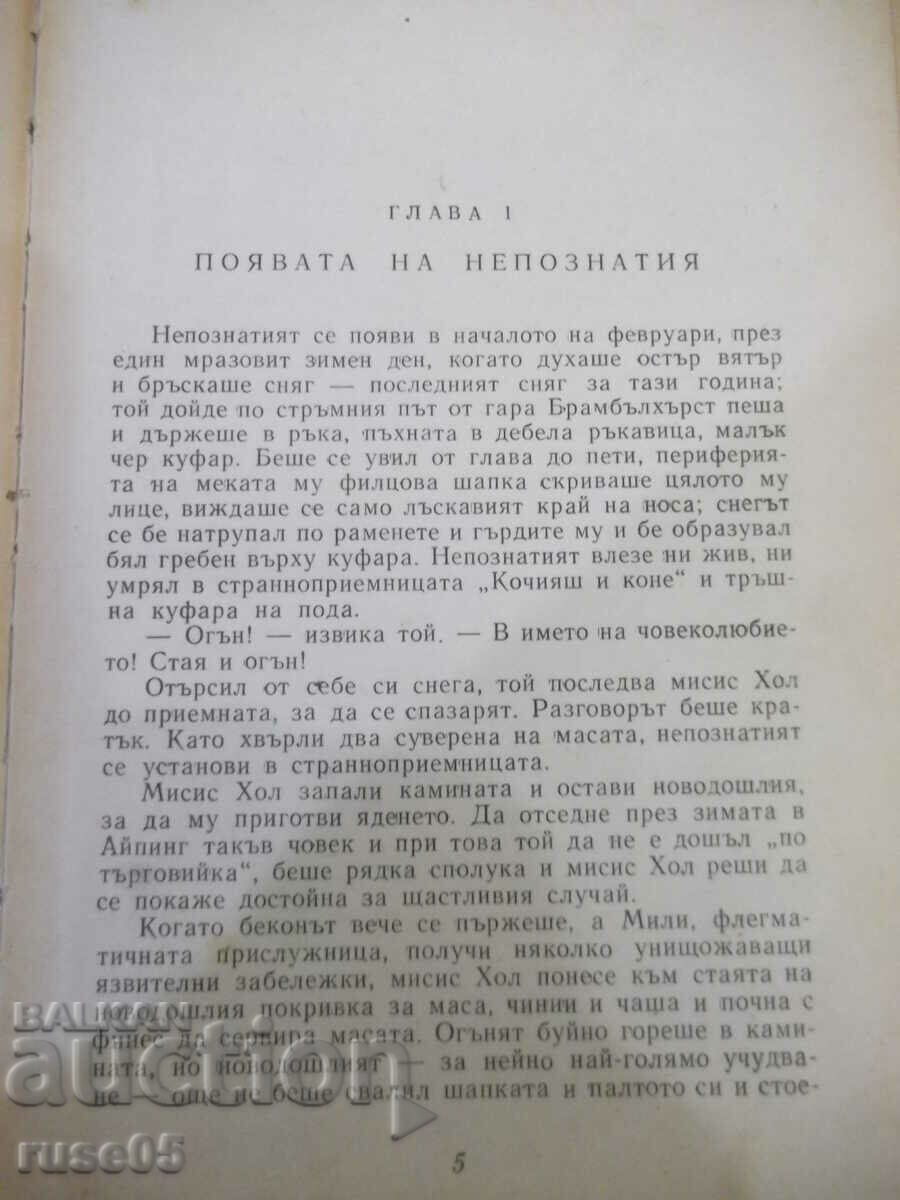 ГЛАВА 1
ПОЯВАТА НА НЕПОЗНАТИЯ
Непознатият се появи в началото на февруари, през
един мразовит зимен ден, когато духаше остър вятър
и бръскаше сняг — последният сняг за тази година;
той дойде по стръмния път от гара Брамбълхърст пеша
и държеше в ръка, пъхната в дебела ръкавица, малък
чер куфар. Беше се увил от глава до пети, периферия-
та на меката му филцова шапка скриваше цялото му
лице, виждаше се само лъскавият край на носа; снегът
се бе натрупал по раменете и гърдите му и бе образувал
бял гребен върху куфара. Непознатият влезе ни жив, ни
умрял в странноприемницата „Кочияш и коне“ и тръш-
на куфара на пода.
— Огън! — извика той. — В името на човеколюбие-
то! Стая и огън!
Отърсил от себе си снега, той последва мисис Хол
до приемната, за да се спазарят. Разговорът беше кра-
тък. Като хвърли два суверена на масата, непознатият
се установи в странноприемницата.
Мисис Хол запали камината и остави новодошлия,
за да му приготви яденето. Да отседне през зимата в
Айпинг такъв човек и при това той да не е дошъл „по
търговийка“, беше рядка сполука и мисис Хол реши да
се покаже достойна за щастливия случай.
Когато беконът вече се пържеше, а Мили, флегма-
тичната прислужница, получи няколко унищожаващи
язвителни забележки, мисис Хол понесе към стаята на
новодошлия покривка за маса, чинии и чаша и почна с
финес да сервира масата. Огънят буйно гореше в ками-
ната, но новодошлият — за нейно най-голямо учудва-
не — още не беше свалил шапката и палтото си и стое-
BALKAN
auction
ruse05
5